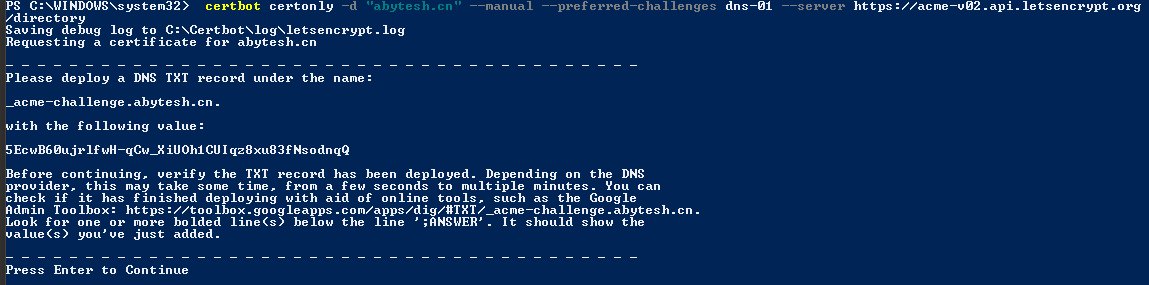 PS C:\WINDOWS\system32> certbot certonly -d "abytesh.cn" --manual --preferred-challenges dns-01 --server https://acme-v02.api.letsencrypt.org
/directory
Saving debug log to C:\Certbot\log\letsencrypt.log
Requesting a certificate for abytesh.cn
- - - - - - - - - - - - - - - - - - - - - - - - - - - - - - - - - - - - - - - -
Please deploy a DNS TXT record under the name:
_acme-challenge.abytesh.cn.
with the following value:
5EcwB60ujrlfwH-qCw_XiUOh1CUIqz8xu83fNsodnqQ
Before continuing, verify the TXT record has been deployed. Depending on the DNS
provider, this may take some time, from a few seconds to multiple minutes. You can
check if it has finished deploying with aid of online tools, such as the Google
Admin Toolbox: https://toolbox.googleapps.com/apps/dig/#TXT/_acme-challenge.abytesh.cn.
Look for one or more bolded line(s) below the line ';ANSWER'. It should show the
value(s) you've just added.
- - - - - - - - - - - - - - - - - - - - - - - - - - - - - - - - - - - - - - - -
Press Enter to Continue